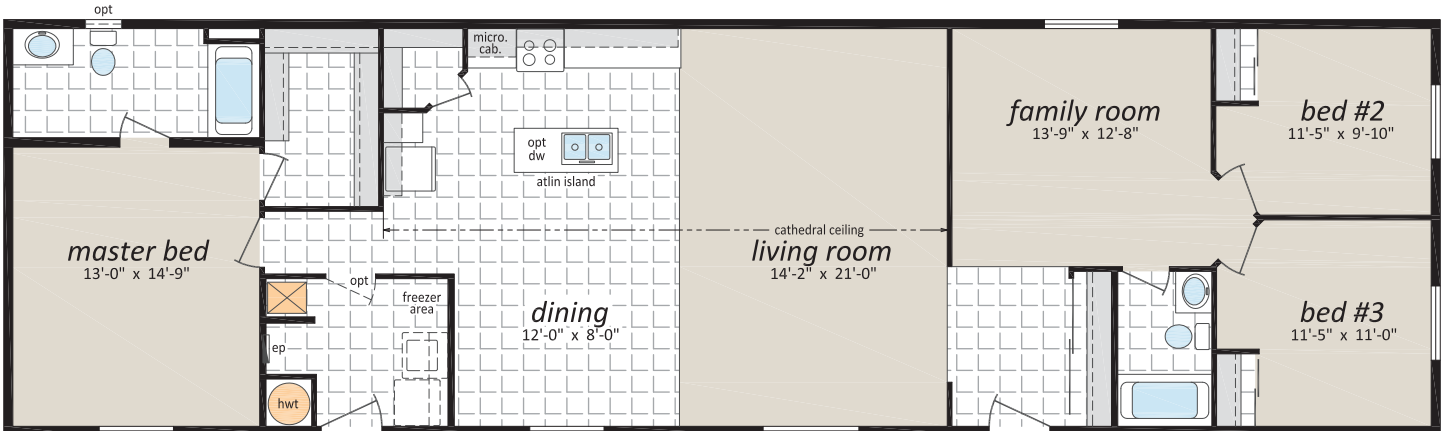 opt
micro.
cab.
family room
13'-9" x 12'-8"
bed #2
11'-5" x 9'-10"
opt
dw
atlin island
master bed
13'-0" x 14'-9"
cathedral ceiling
living room
14'-2" x 21'-0"
opt
freezer
area
dining
12'-0" x 8'-0"
bed #3
11'-5" x 11'-0"
ep
hwt